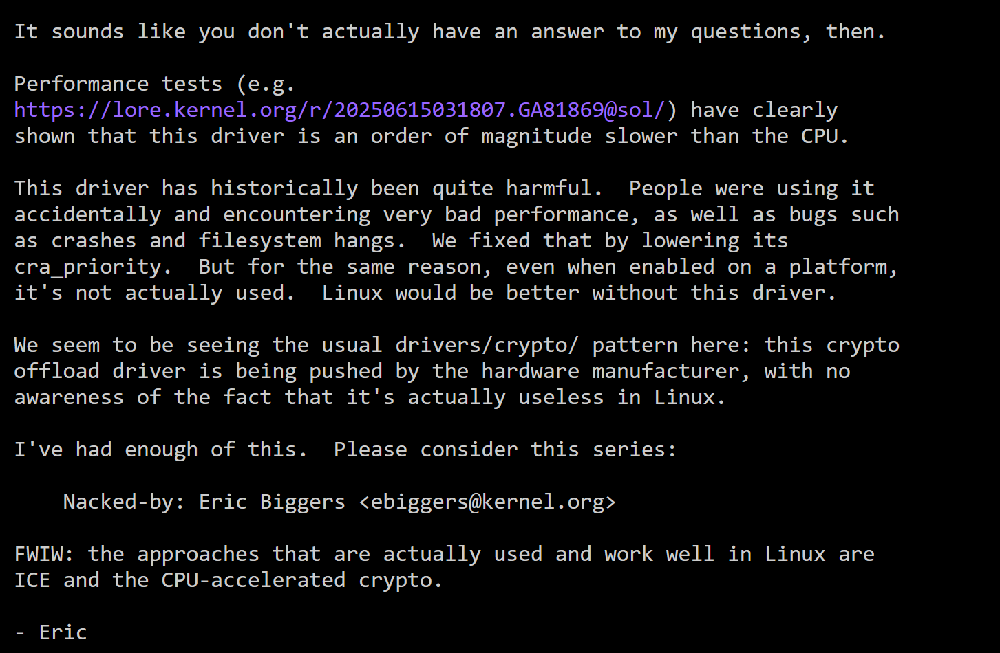 It sounds like you don't actually have an answer to my questions, then.
Performance tests (e.g.
https://lore.kernel.org/r/20250615031807.GA81869@sol/) have clearly
shown that this driver is an order of magnitude slower than the CPU.
This driver has historically been quite harmful.  People were using it
accidentally and encountering very bad performance, as well as bugs such
as crashes and filesystem hangs.  We fixed that by lowering its
cra_priority.  But for the same reason, even when enabled on a platform,
it's not actually used.  Linux would be better without this driver.
We seem to be seeing the usual drivers/crypto/ pattern here: this crypto
offload driver is being pushed by the hardware manufacturer, with no
awareness of the fact that it's actually useless in Linux.
I've had enough of this.  Please consider this series:
    Nacked-by: Eric Biggers <ebiggers@kernel.org>
FWIW: the approaches that are actually used and work well in Linux are
ICE and the CPU-accelerated crypto.
- Eric